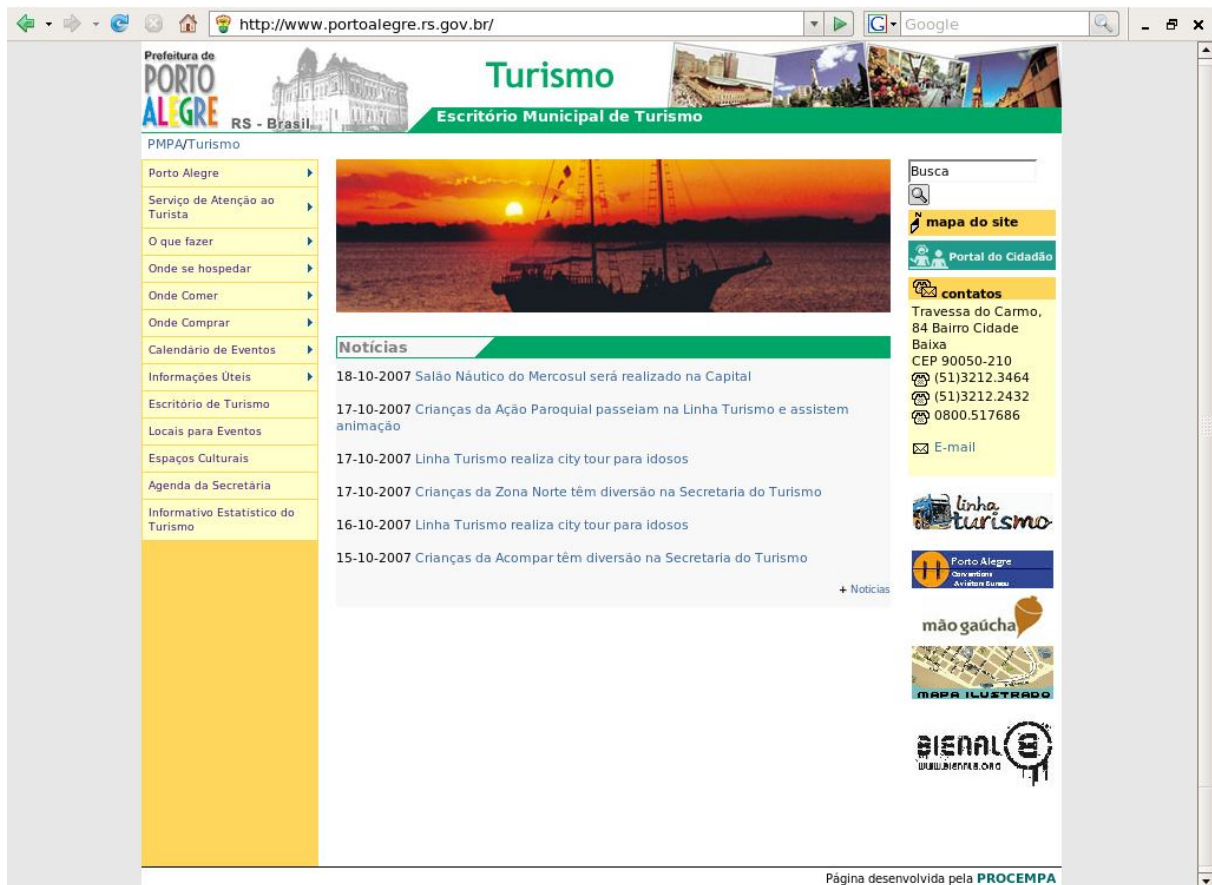 http://www.portoalegre.rs.gov.br/
G
Google
Prefeitura de
PORTO
ALEGRE
RS - Brasil
Turismo
Escritório Municipal de Turismo
PMPA/Turismo
Porto Alegre
Serviço de Atenção ao
Turista
O que fazer
Onde se hospedar
Onde Comer
Onde Comprar
Calendário de Eventos
Informações Úteis
Escritório de Turismo
Locais para Eventos
Espaços Culturais
Agenda da Secretária
Informativo Estatístico do
Turismo
Notícias
18-10-2007 Salão Náutico do Mercosul será realizado na Capital
17-10-2007 Crianças da Ação Paroquial passeiam na Linha Turismo e assistem
animação
17-10-2007 Linha Turismo realiza city tour para idosos
17-10-2007 Crianças da Zona Norte têm diversão na Secretaria do Turismo
16-10-2007 Linha Turismo realiza city tour para idosos
15-10-2007 Crianças da Acompar têm diversão na Secretaria do Turismo
+ Noticias
Busca
N
mapa do site
Portal do Cidadão
contatos
Travessa do Carmo,
84 Bairro Cidade
Baixa
CEP 90050-210
(51)3212.3464
(51)3212.2432
0800.517686
E-mail
linha
turismo
Porto Alegre
Conventions
&Visitors Bureau
mão gaúcha
MAPA ILUSTRADO
BIENAL B
WWW.BIENALB.ORG
Página desenvolvida pela PROCEMPA